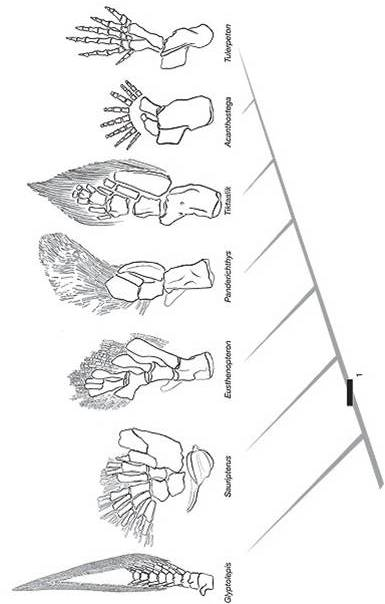 Tulerpeton
Acanthostega
Tiktaalik
Panderichthys
Eusthenopteron
Sauripterus
Glyptolepis
1